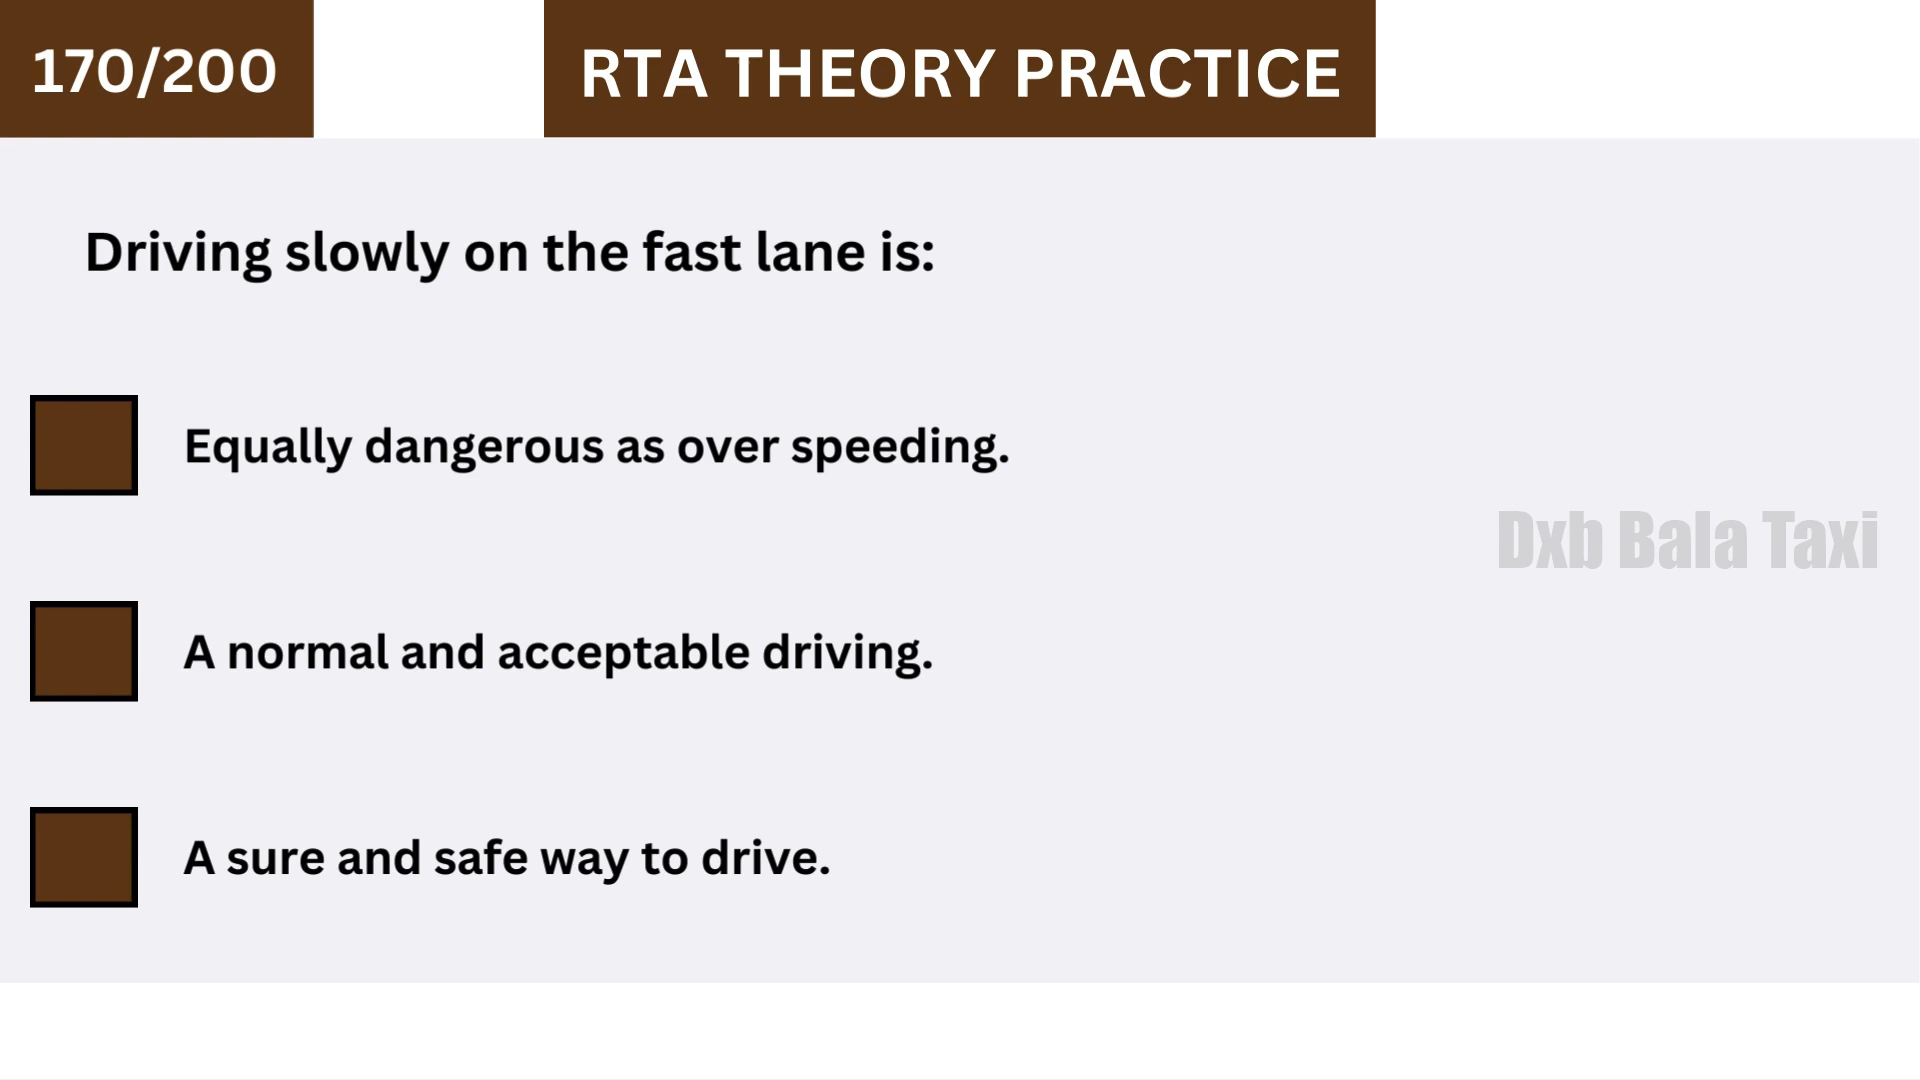 170/200
RTA THEORY PRACTICE
Driving slowly on the fast lane is:
Equally dangerous as over speeding.
Dxb Bala Taxi
A normal and acceptable driving.
A sure and safe way to drive.